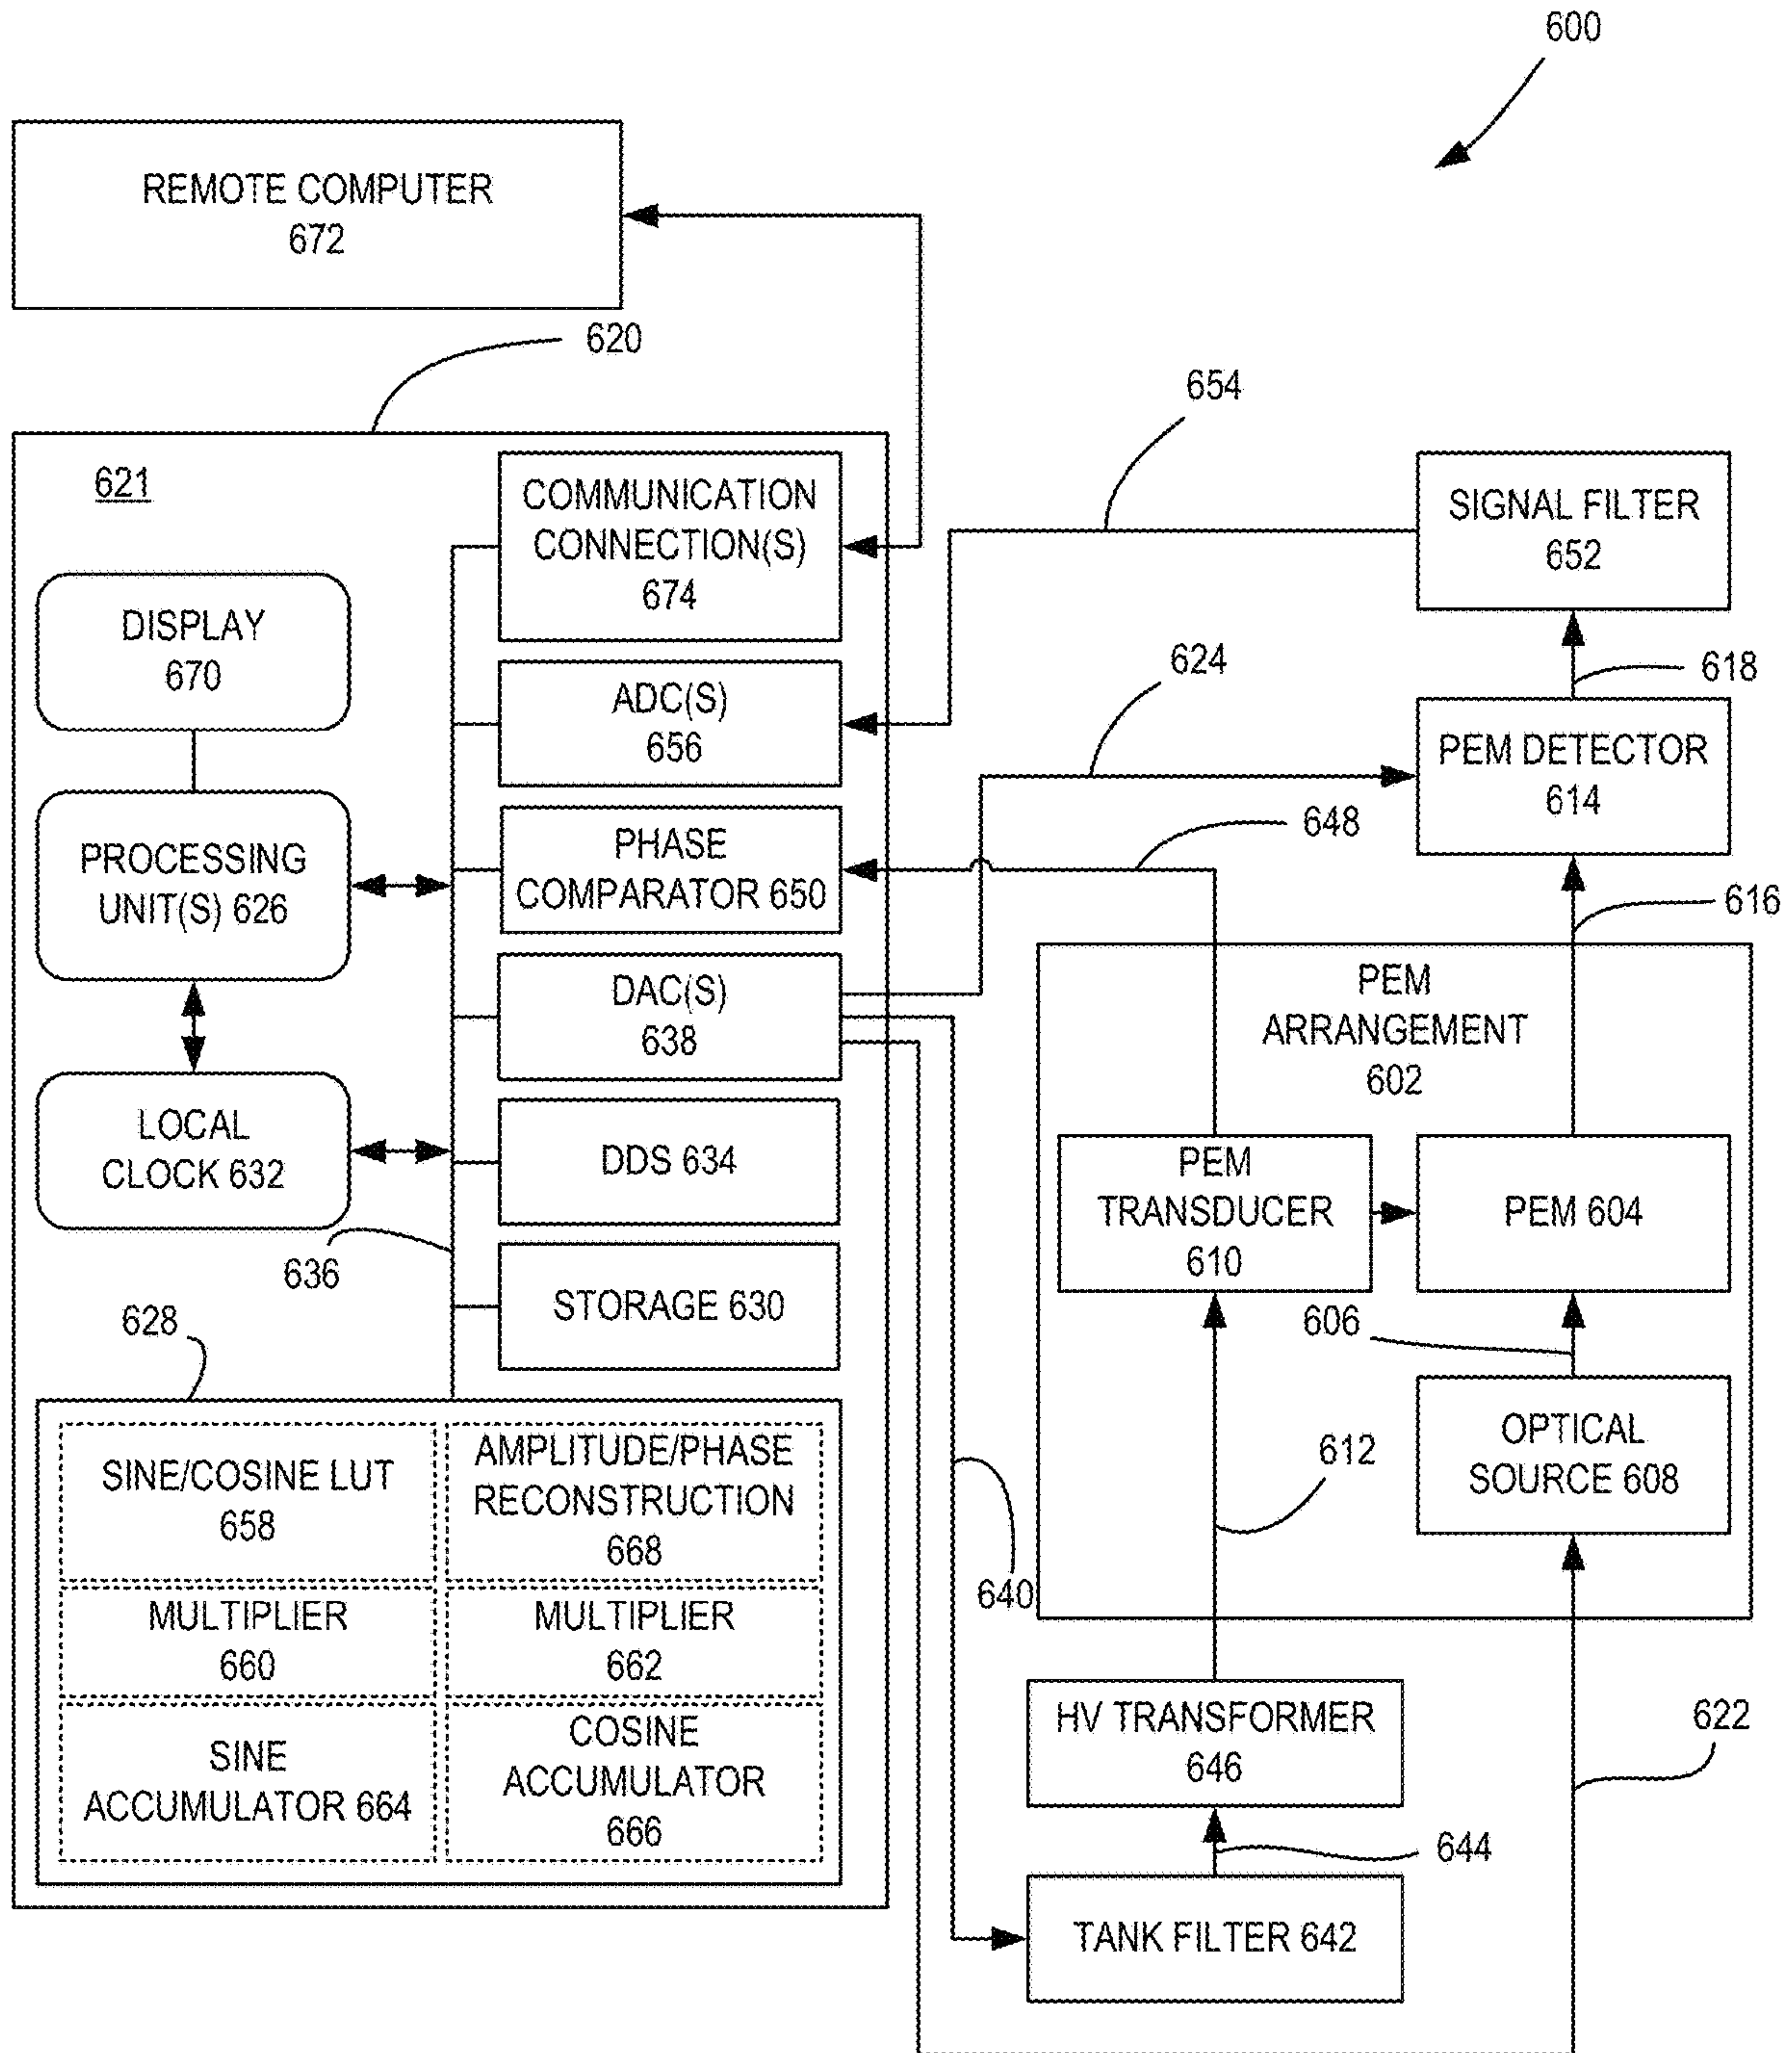 600
REMOTE COMPUTER
672
620
654
621
COMMUNICATION
CONNECTION(S)
674
SIGNAL FILTER
652
DISPLAY
670
ADC(S)
656
624
618
PEM DETECTOR
614
PROCESSING
UNIT(S) 626
PHASE
COMPARATOR 650
648
616
DAC(S)
638
PEM
ARRANGEMENT
602
LOCAL
CLOCK 632
DDS 634
PEM
TRANSDUCER
610
PEM 604
636
STORAGE 630
606
628
OPTICAL
SOURCE 608
612
SINE/COSINE LUT
658
AMPLITUDE/PHASE
RECONSTRUCTION
668
640
MULTIPLIER
660
MULTIPLIER
662
SINE
ACCUMULATOR 664
COSINE
ACCUMULATOR
666
HV TRANSFORMER
646
622
644
TANK FILTER 642